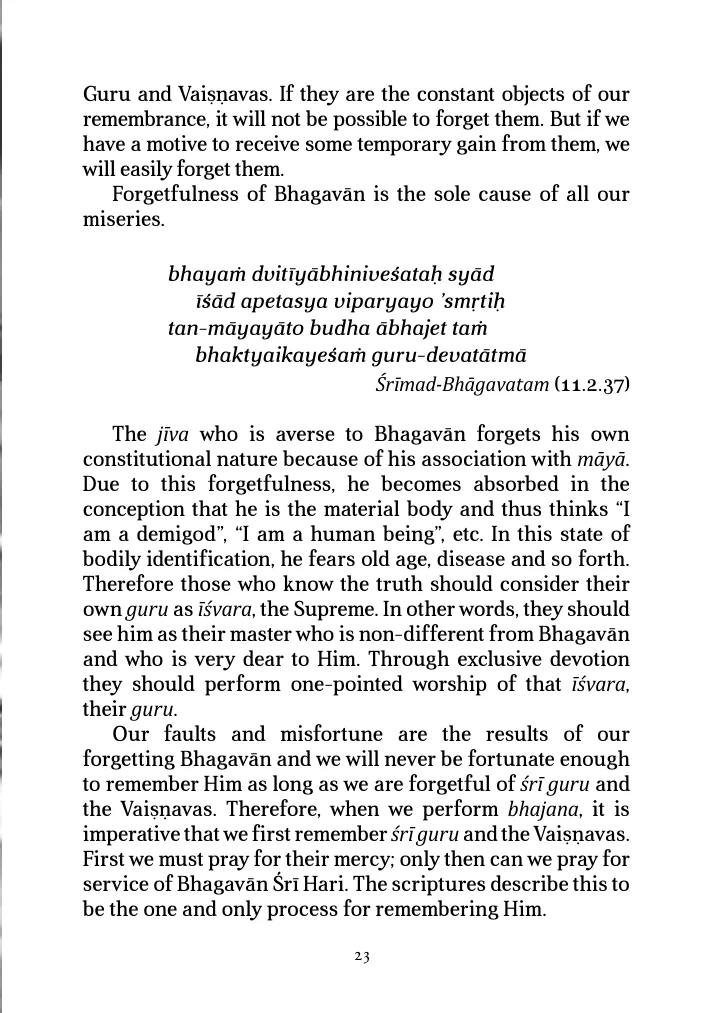 Guru and Vaiṣṇavas. If they are the constant objects of our
remembrance, it will not be possible to forget them. But if we
have a motive to receive some temporary gain from them, we
will easily forget them.
Forgetfulness of Bhagavān is the sole cause of all our
miseries.
bhayaṁ dvitīyābhiniveśataḥ syād
īśād apetasya viparyayo ’smṛtiḥ
tan-māyayāto budha ābhajet taṁ
bhaktyaikayeśaṁ guru-devatātmā
Śrīmad-Bhāgavatam (11.2.37)
The jīva who is averse to Bhagavān forgets his own
constitutional nature because of his association with māyā.
Due to this forgetfulness, he becomes absorbed in the
conception that he is the material body and thus thinks “I
am a demigod”, “I am a human being”, etc. In this state of
bodily identification, he fears old age, disease and so forth.
Therefore those who know the truth should consider their
own guru as īśvara, the Supreme. In other words, they should
see him as their master who is non-different from Bhagavān
and who is very dear to Him. Through exclusive devotion
they should perform one-pointed worship of that īśvara,
their guru.
Our faults and misfortune are the results of our
forgetting Bhagavān and we will never be fortunate enough
to remember Him as long as we are forgetful of śrī guru and
the Vaiṣṇavas. Therefore, when we perform bhajana, it is
imperative that we first remember śrī guru and the Vaiṣṇavas.
First we must pray for their mercy; only then can we pray for
service of Bhagavān Śrī Hari. The scriptures describe this to
be the one and only process for remembering Him.
23